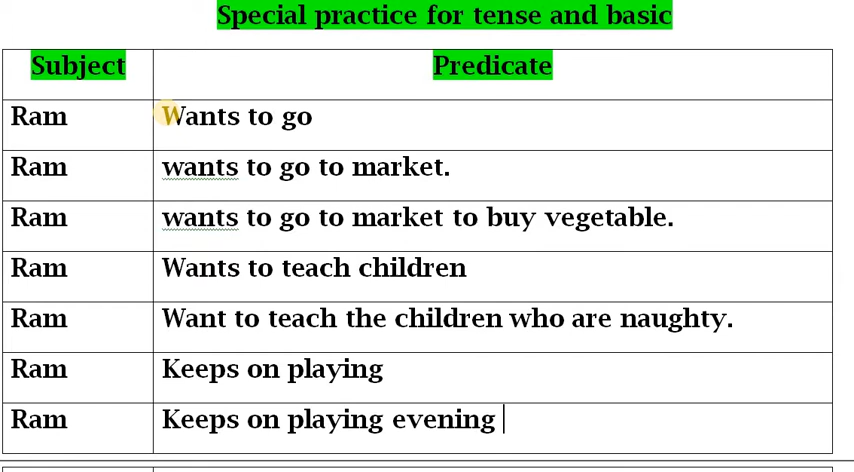 Special practice for tense and basic
Subject Predicate
Ram Wants to go
Ram wants to go to market.
Ram wants to go to market to buy vegetable.
Ram Wants to teach children
Ram Want to teach the children who are naughty.
Ram Keeps on playing
Ram Keeps on playing evening